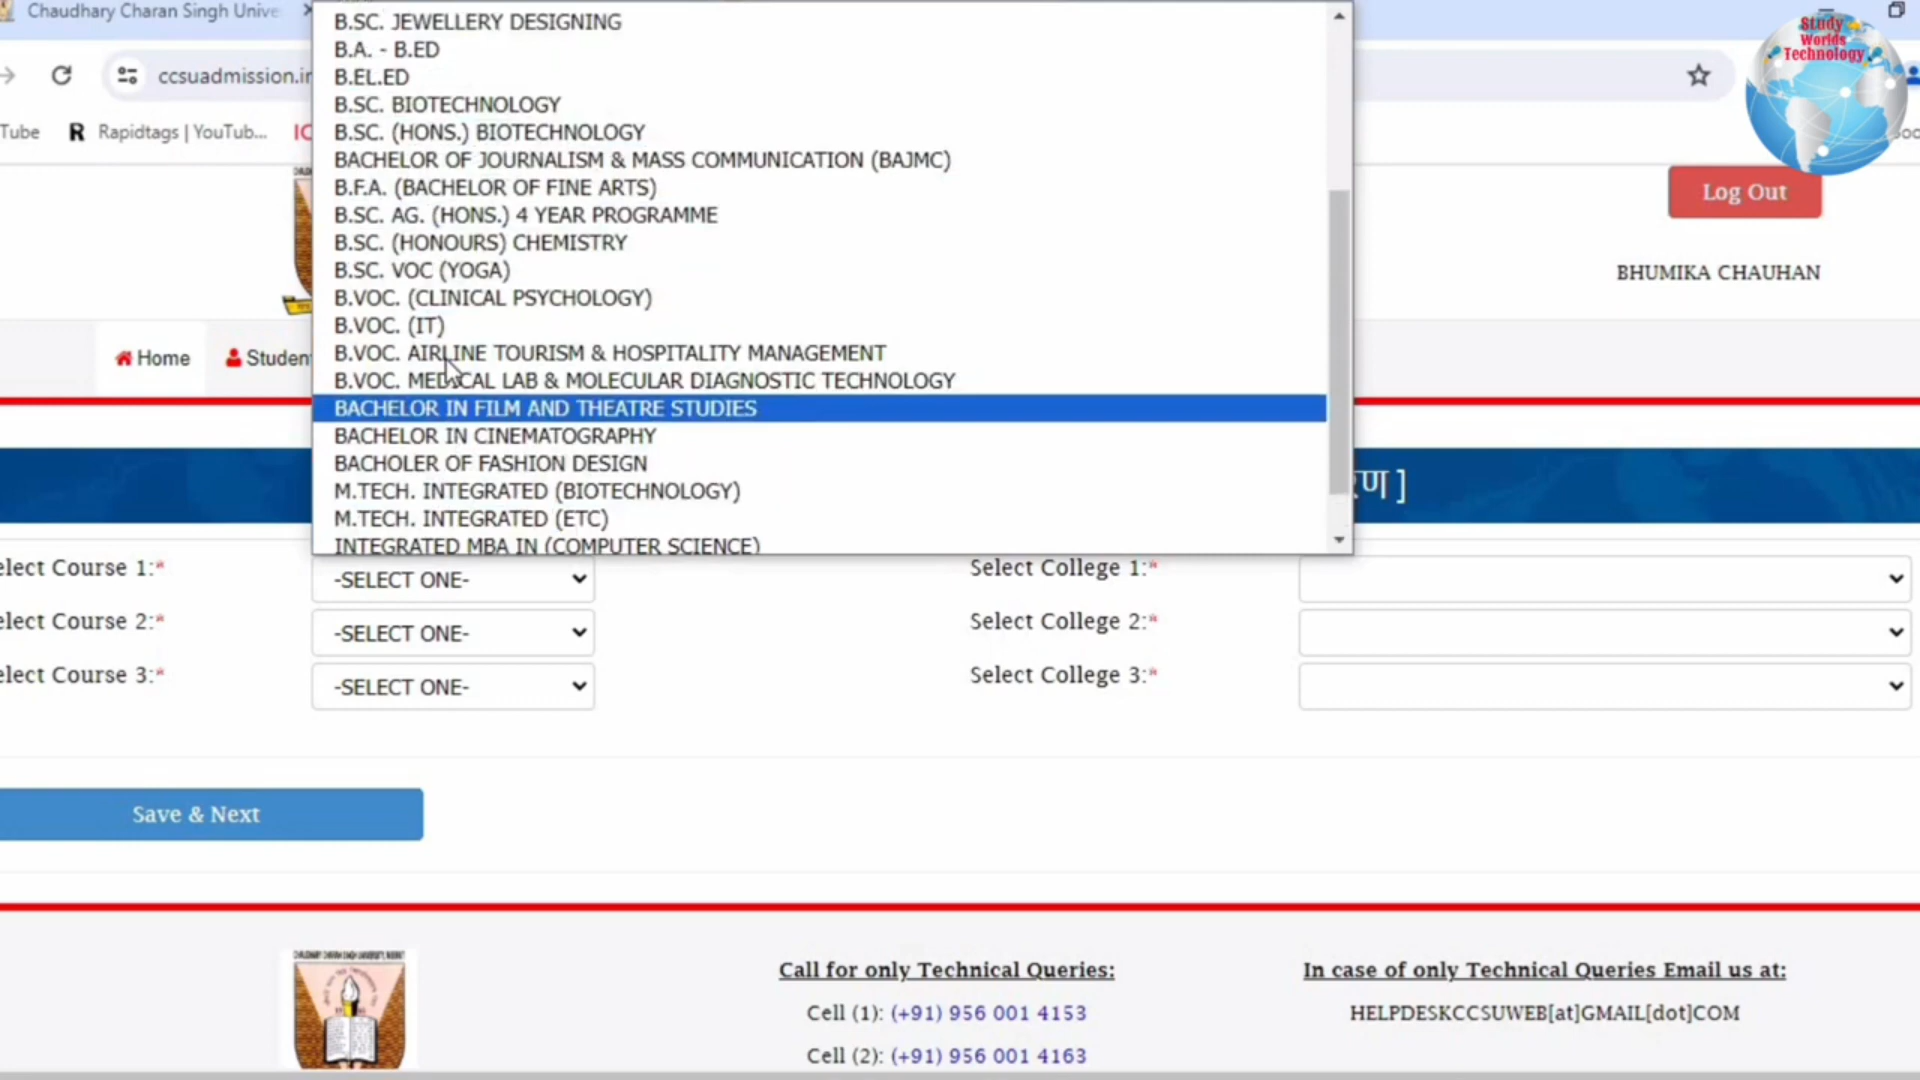 Chaudhary Charan Singh Unive
ccsuadmission.in
Tube
Rapidtags | YouTub...
Study
Worlds
Technology
Log Out
BHUMIKA CHAUHAN
Home
Studen
B.SC. JEWELLERY DESIGNING
B.A. - B.ED
B.EL.ED
B.SC. BIOTECHNOLOGY
B.SC. (HONS.) BIOTECHNOLOGY
BACHELOR OF JOURNALISM & MASS COMMUNICATION (BAJMC)
B.F.A. (BACHELOR OF FINE ARTS)
B.SC. AG. (HONS.) 4 YEAR PROGRAMME
B.SC. (HONOURS) CHEMISTRY
B.SC. VOC (YOGA)
B.VOC. (CLINICAL PSYCHOLOGY)
B.VOC. (IT)
B.VOC. AIRLINE TOURISM & HOSPITALITY MANAGEMENT
B.VOC. MEDICAL LAB & MOLECULAR DIAGNOSTIC TECHNOLOGY
BACHELOR IN FILM AND THEATRE STUDIES
BACHELOR IN CINEMATOGRAPHY
BACHOLER OF FASHION DESIGN
M.TECH. INTEGRATED (BIOTECHNOLOGY)
M.TECH. INTEGRATED (ETC)
INTEGRATED MBA IN (COMPUTER SCIENCE)
elect Course 1:* -SELECT ONE- Select College 1:*
elect Course 2:* -SELECT ONE- Select College 2:*
elect Course 3:* -SELECT ONE- Select College 3:*
Save & Next
Call for only Technical Queries:
Cell (1): (+91) 956 001 4153
Cell (2): (+91) 956 001 4163
In case of only Technical Queries Email us at:
HELPDESKCCSUWEB[at]GMAIL[dot]COM